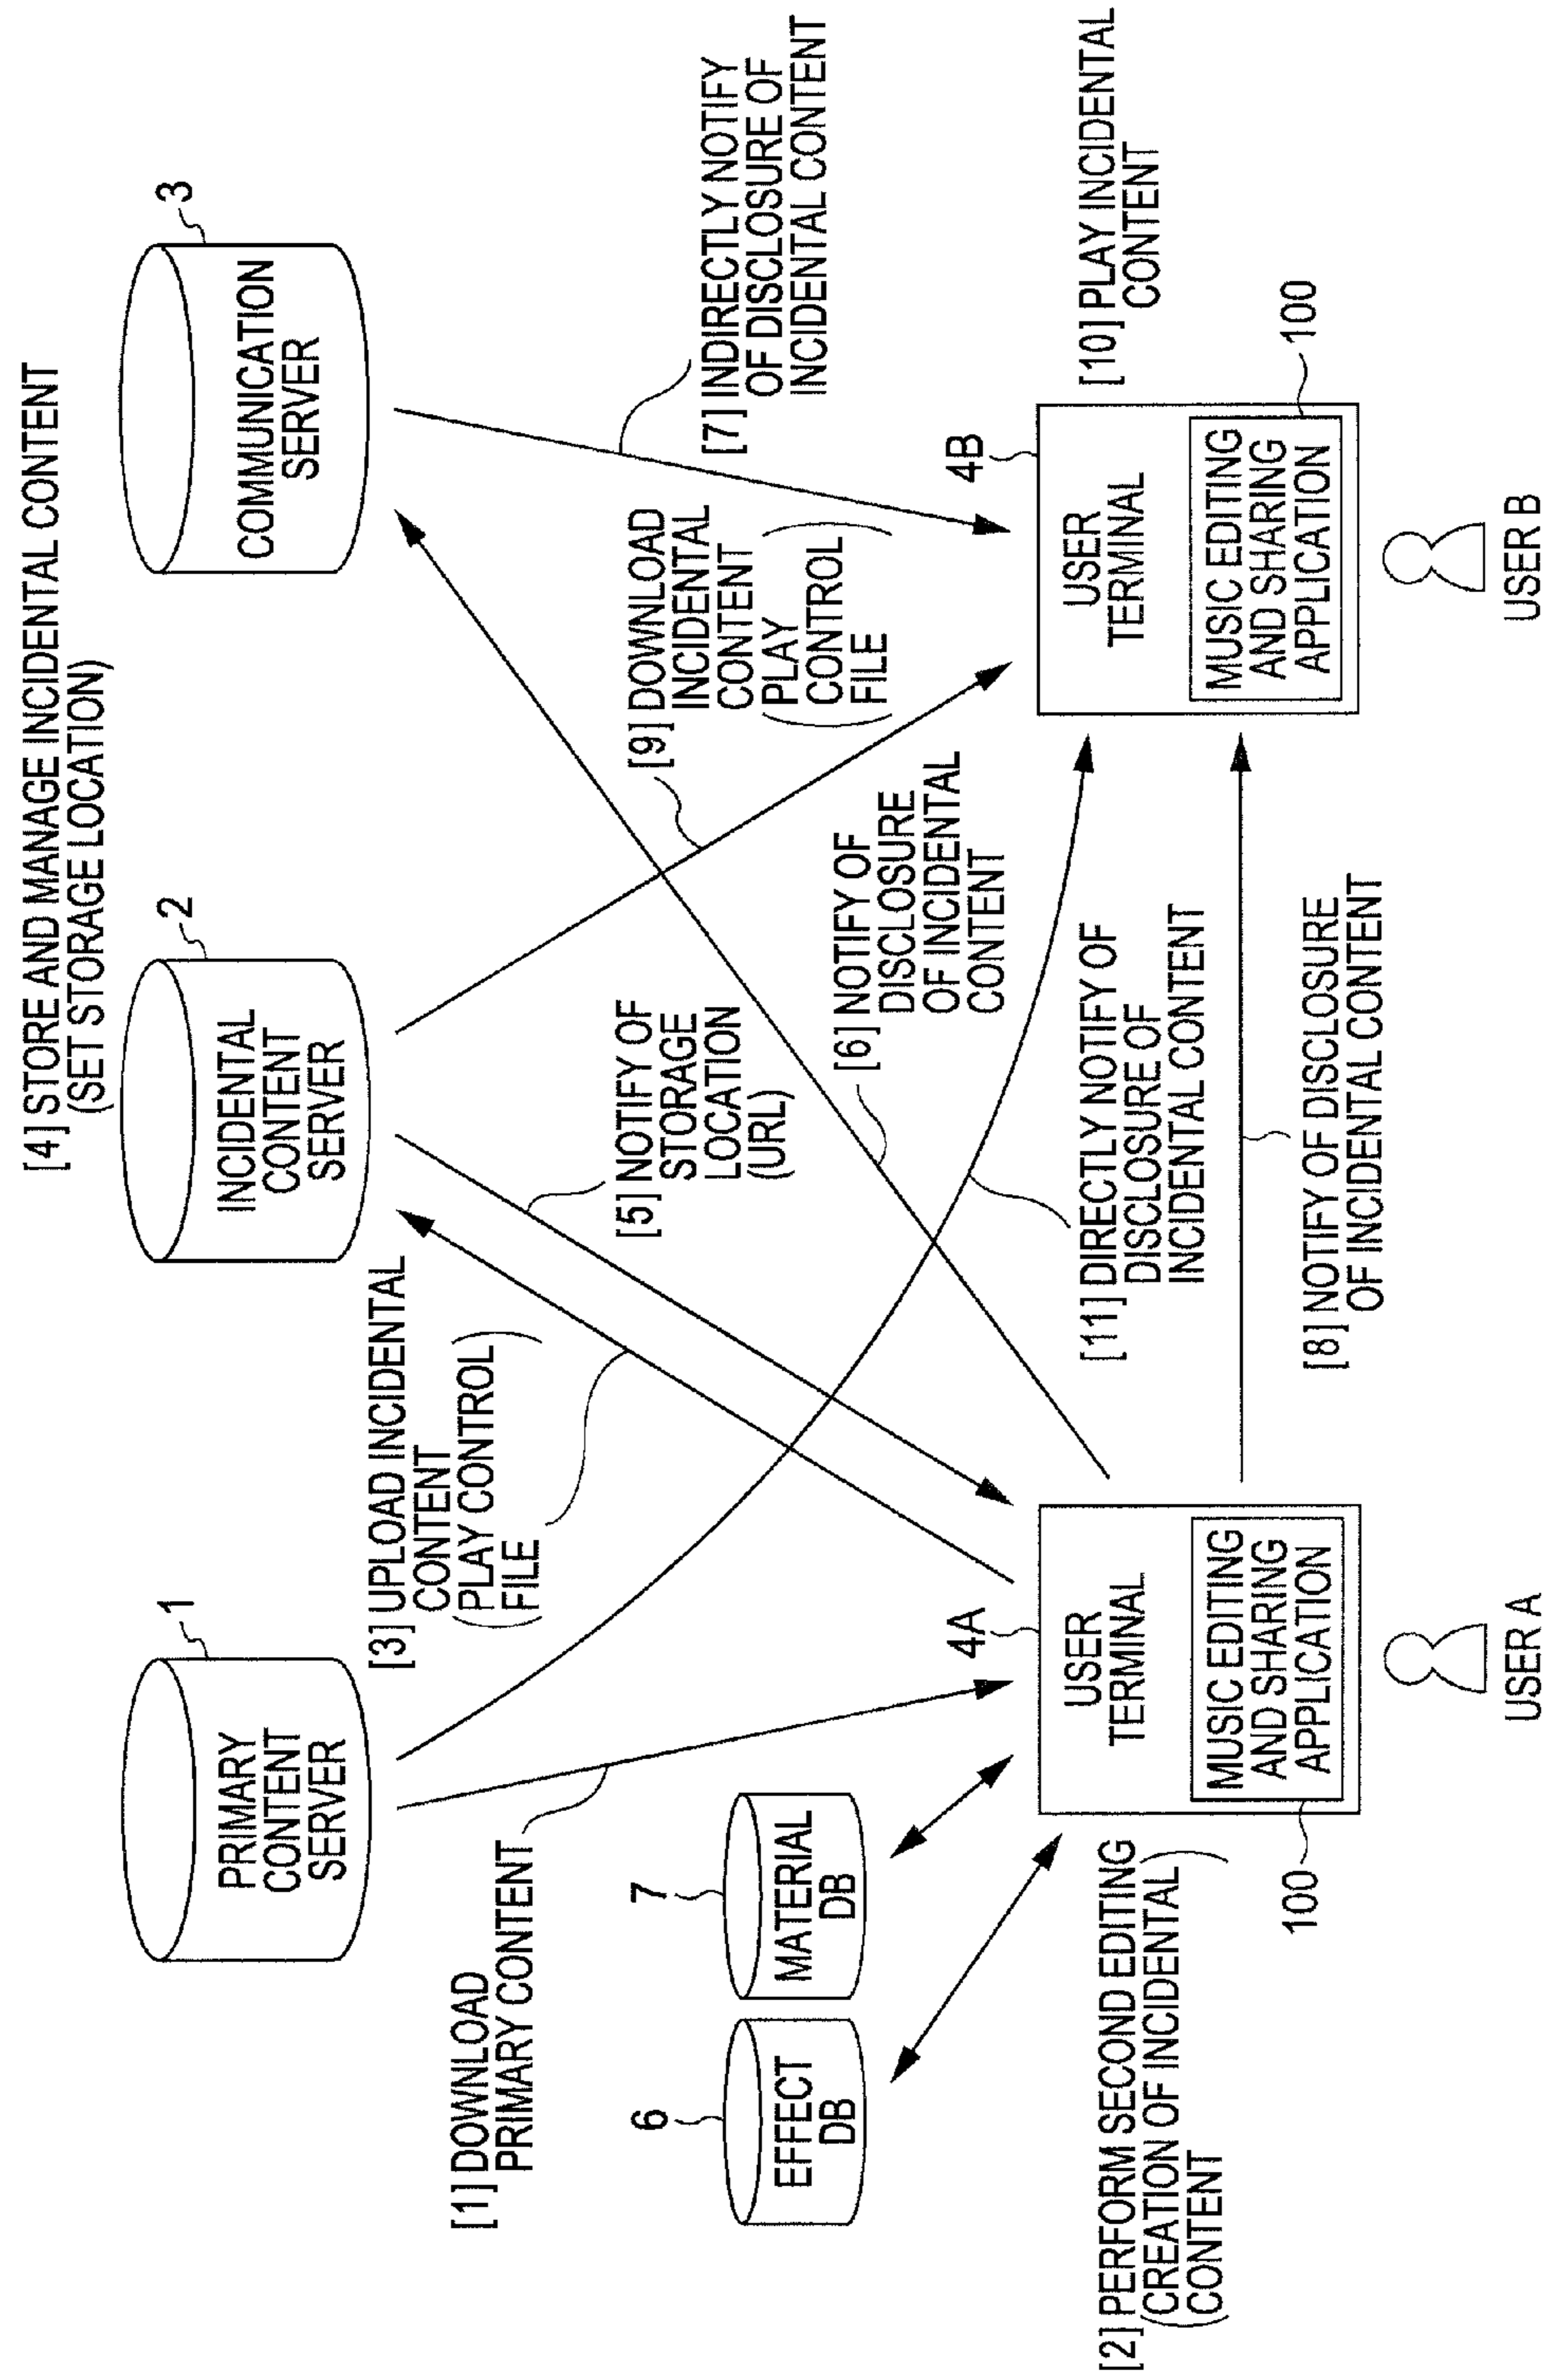 [4] STORE AND MANAGE INCIDENTAL CONTENT
(SET STORAGE LOCATION)
1
2
3
PRIMARY
CONTENT
SERVER
INCIDENTAL
CONTENT
SERVER
COMMUNICATION
SERVER
[1] DOWNLOAD
PRIMARY CONTENT
[3] UPLOAD INCIDENTAL
CONTENT
(PLAY CONTROL
FILE)
[5] NOTIFY OF
STORAGE
LOCATION
(URL)
[9] DOWNLOAD
INCIDENTAL
CONTENT
(PLAY
CONTROL
FILE)
[7] INDIRECTLY NOTIFY
OF DISCLOSURE OF
INCIDENTAL CONTENT
6
7
EFFECT
DB
MATERIAL
DB
[6] NOTIFY OF
DISCLOSURE
OF INCIDENTAL
CONTENT
4A
4B
[2] PERFORM SECOND EDITING
(CREATION OF INCIDENTAL
CONTENT)
USER
TERMINAL
MUSIC EDITING
AND SHARING
APPLICATION
100
[11] DIRECTLY NOTIFY OF
DISCLOSURE OF
INCIDENTAL CONTENT
[8] NOTIFY OF DISCLOSURE
OF INCIDENTAL CONTENT
USER
TERMINAL
MUSIC EDITING
AND SHARING
APPLICATION
100
[10] PLAY INCIDENTAL
CONTENT
USER A
USER B